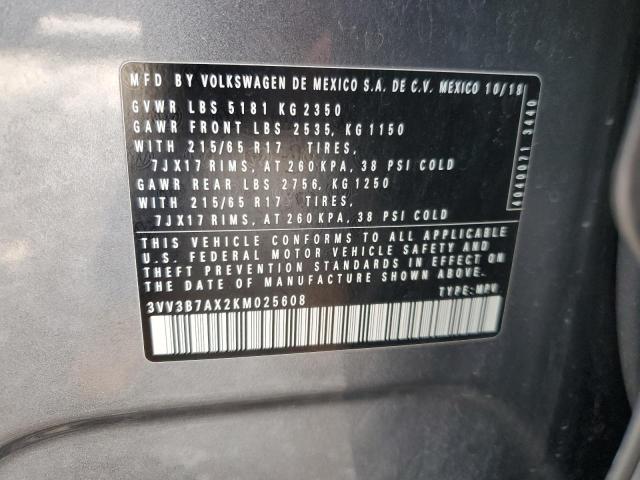 MFD BY VOLKSWAGEN DE MEXICO S.A. DE C.V. MEXICO 10/18
GVWR LBS 5181 KG 2350
GAWR FRONT LBS 2535, KG 1150
WITH 215/65 R17 TIRES,
7JX17 RIMS, AT 260 KPA, 38 PSI COLD
GAWR REAR LBS 2756, KG 1250
WITH 215/65 R17 TIRES,
7JX17 RIMS, AT 260 KPA, 38 PSI COLD
THIS VEHICLE CONFORMS TO ALL APPLICABLE
U.S. FEDERAL MOTOR VEHICLE SAFETY AND
THEFT PREVENTION STANDARDS IN EFFECT ON
THE DATE OF MANUFACTURE SHOWN ABOVE.
3VV3B7AX2KM025608 TYPE: MPV
4040071 3440